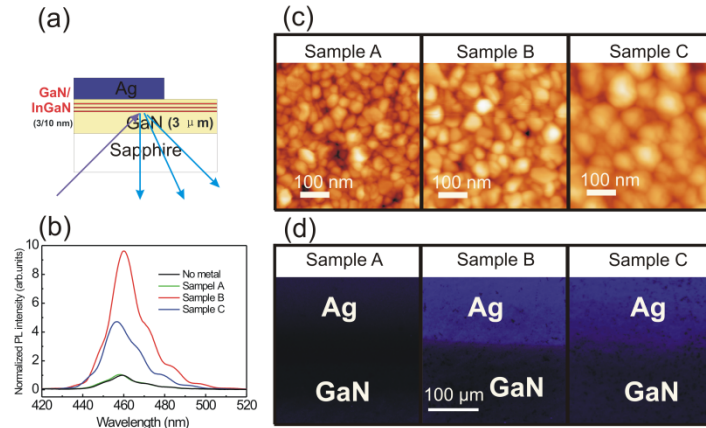 (a)
Ag
GaN/
InGaN
(3/10 nm)
GaN (3 μm)
Sapphire
(b)
Normalized PL intensity (arb.units)
10
8
6
4
2
0
No metal
Sampel A
Sample B
Sample C
420 440 460 480 500 520
Wavelength (nm)
(c)
Sample A Sample B Sample C
100 nm 100 nm 100 nm
(d)
Sample A Sample B Sample C
Ag Ag Ag
GaN GaN GaN
100 μm